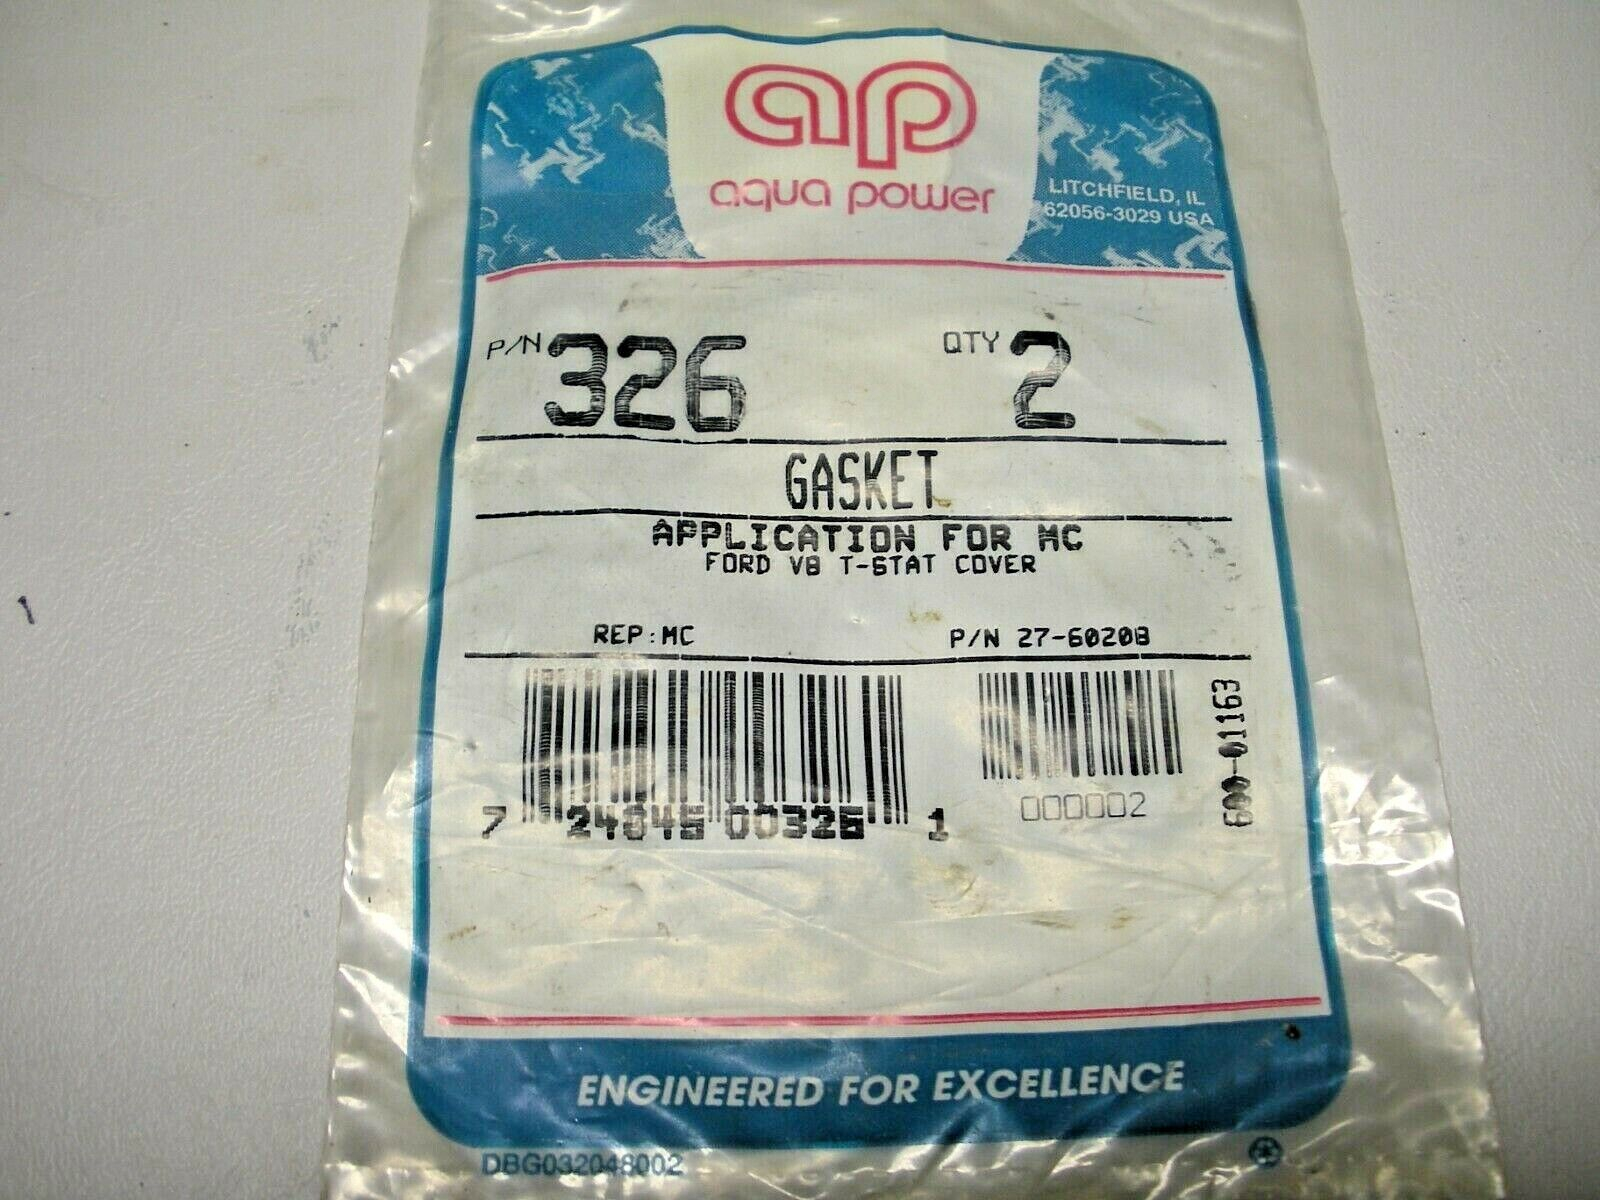 ap
aqua power
LITCHFIELD, IL
62056-3029 USA
P/N 326
QTY 2
GASKET
APPLICATION FOR MC
FORD V8 T-STAT COVER
REP:MC
P/N 27-60208
7 24845 00326 1
000002
600-01163
ENGINEERED FOR EXCELLENCE
DBG032048002